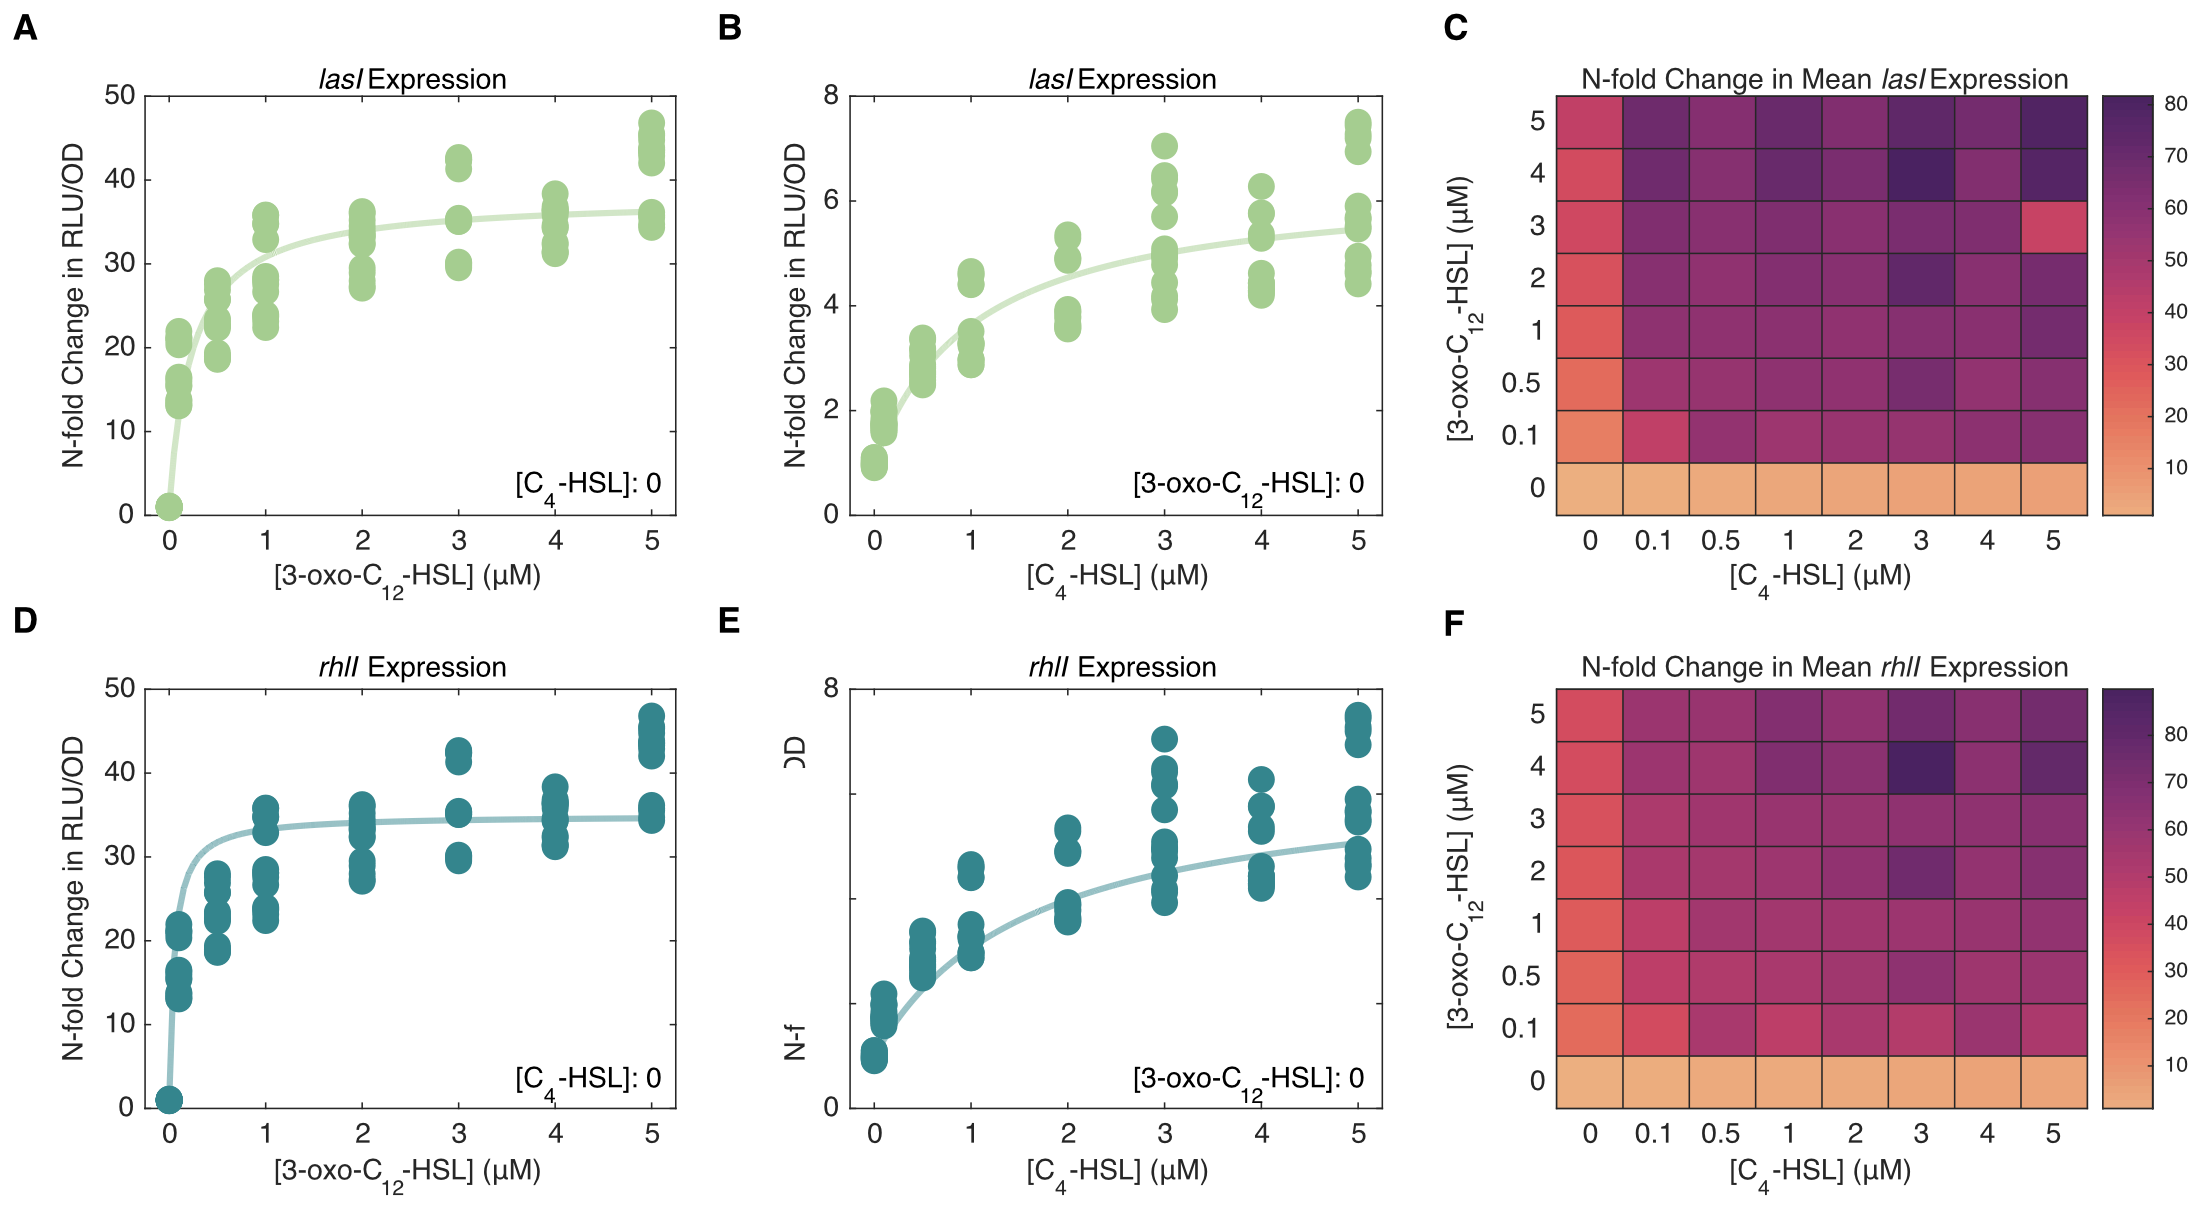 A
lasI Expression
50
40
30
20
10
0
N-fold Change in RLU/OD
[C4-HSL]: 0
0 1 2 3 4 5
[3-oxo-C12-HSL] (µM)
B
lasI Expression
8
6
4
2
0
N-fold Change in RLU/OD
[3-oxo-C12-HSL]: 0
0 1 2 3 4 5
[C4-HSL] (µM)
C
N-fold Change in Mean lasI Expression
5
4
3
2
1
0.5
0.1
0
[3-oxo-C12-HSL] (µM)
0 0.1 0.5 1 2 3 4 5
[C4-HSL] (µM)
80
70
60
50
40
30
20
10
D
rhlI Expression
50
40
30
20
10
0
N-fold Change in RLU/OD
[C4-HSL]: 0
0 1 2 3 4 5
[3-oxo-C12-HSL] (µM)
E
rhlI Expression
8
0
N-f
[3-oxo-C12-HSL]: 0
0 1 2 3 4 5
[C4-HSL] (µM)
F
N-fold Change in Mean rhlI Expression
5
4
3
2
1
0.5
0.1
0
[3-oxo-C12-HSL] (µM)
0 0.1 0.5 1 2 3 4 5
[C4-HSL] (µM)
80
70
60
50
40
30
20
10